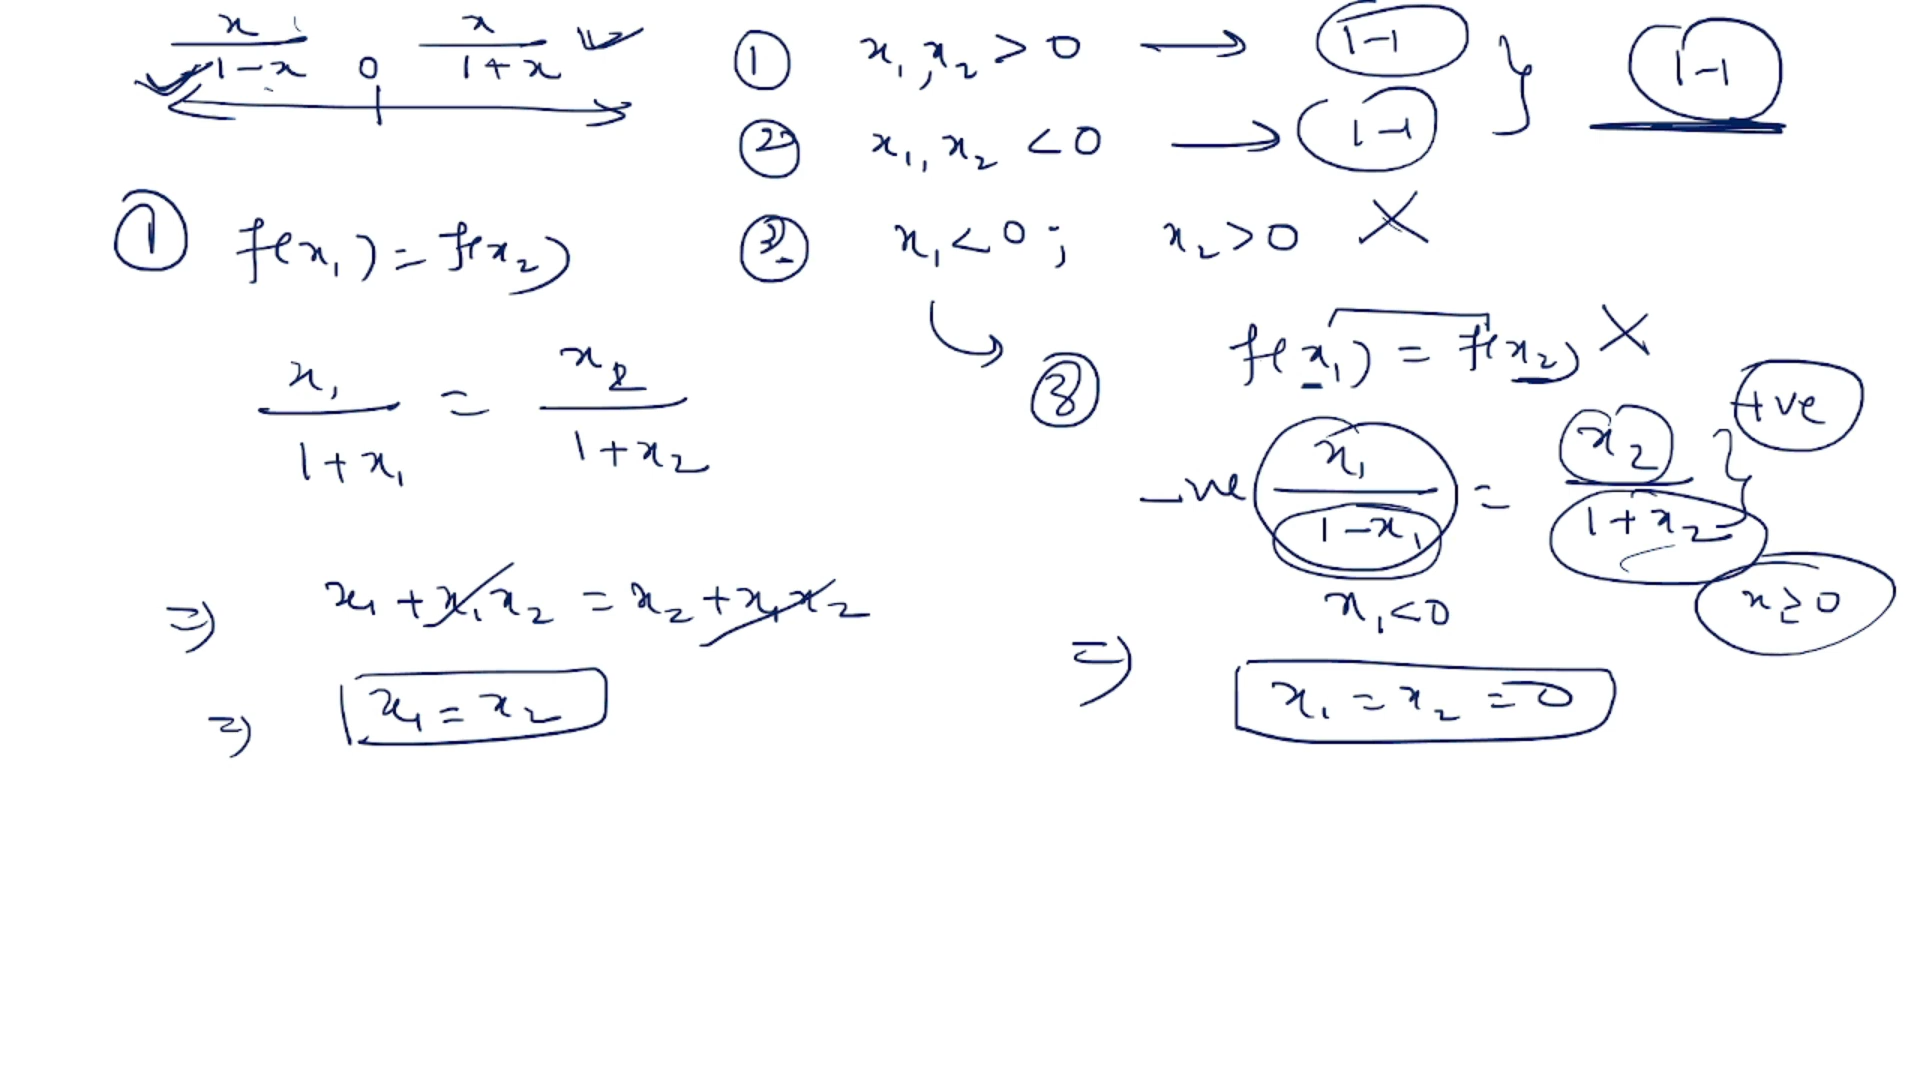 x/(1-x) 0 x/(1+x)
① x₁, x₂ > 0 → 1-1 } 1-1
② x₁, x₂ < 0 → 1-1
③ x₁ < 0 ; x₂ > 0 ✗
① f(x₁) = f(x₂)
x₁/(1+x₁) = x₂/(1+x₂)
⇒ x₁ + x₁x₂ = x₂ + x₁x₂
⇒ x₁ = x₂
③ f(x₁) = f(x₂) ✗
-ve x₁/(1-x₁) = x₂/(1+x₂) } +ve
x₁ < 0 x ≥ 0
⇒ x₁ = x₂ = 0